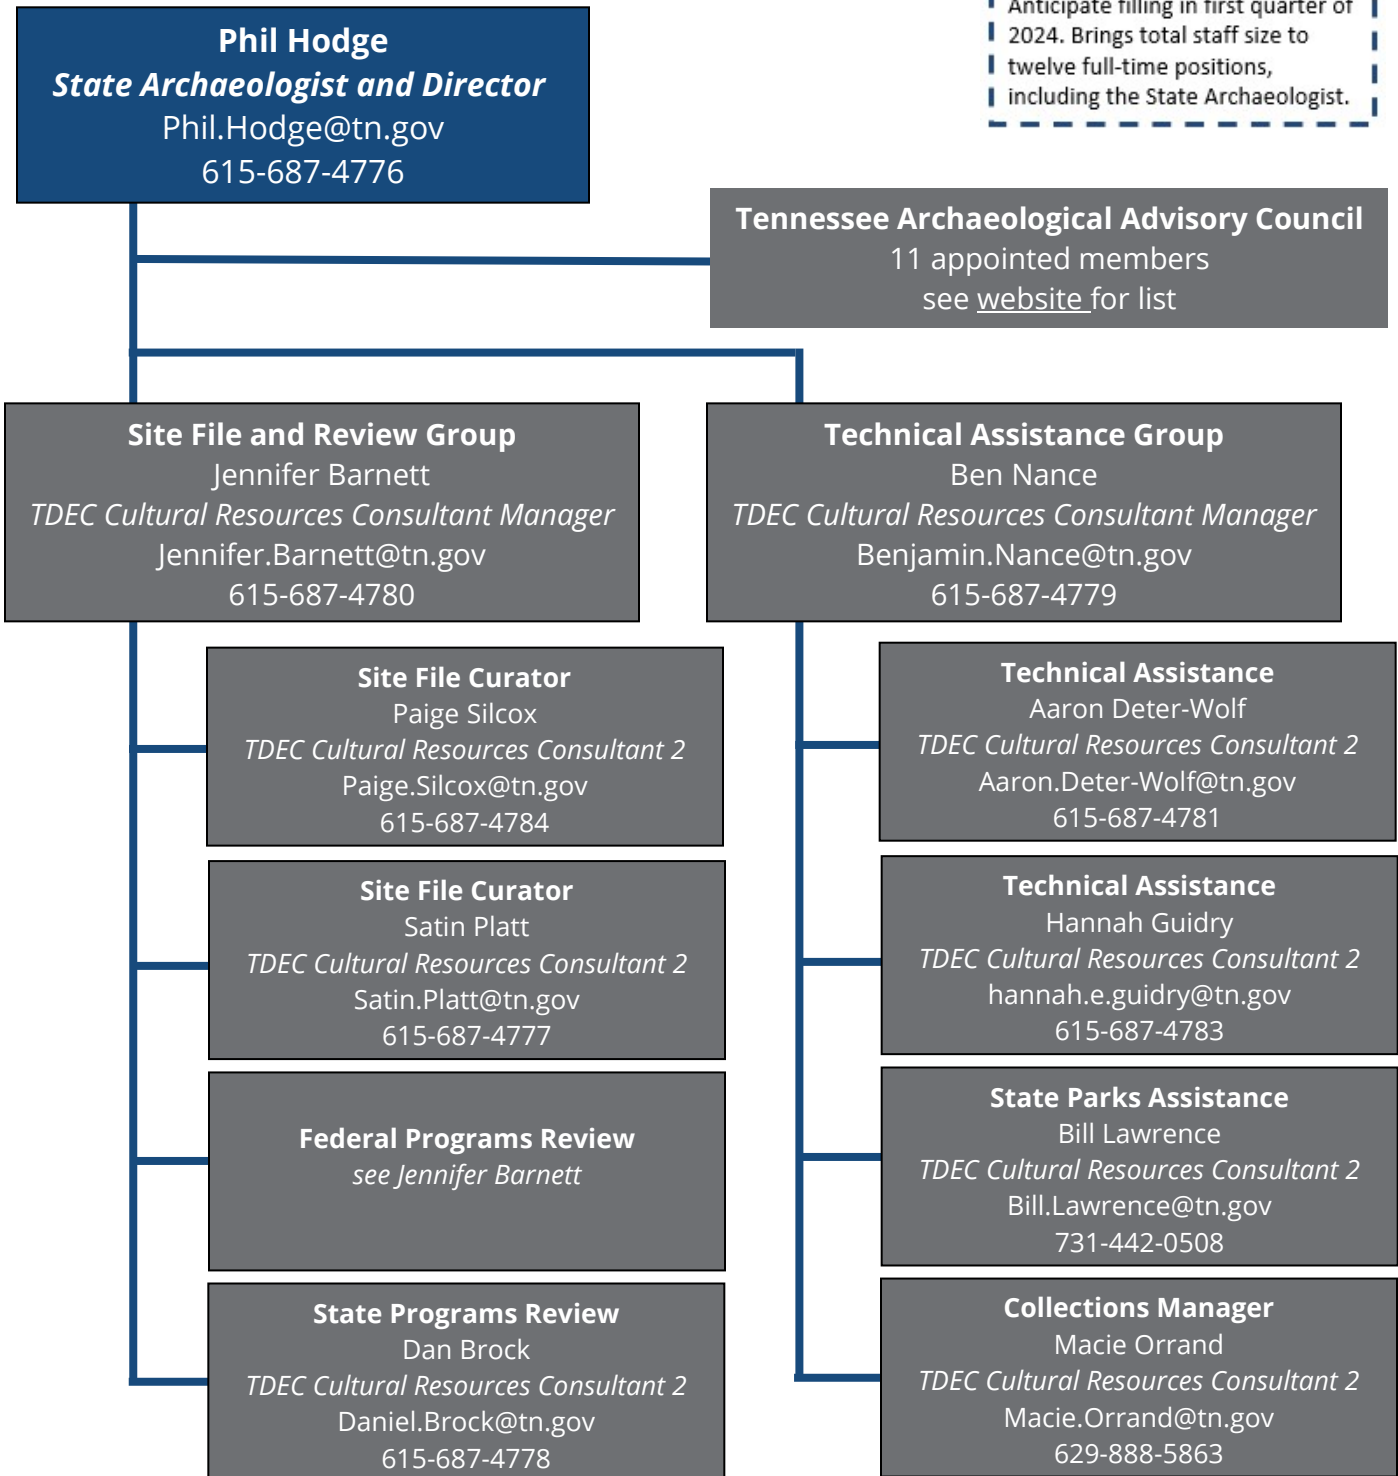 Anticipate filling in first quarter of
2024. Brings total staff size to
twelve full-time positions,
including the State Archaeologist.
Phil Hodge
State Archaeologist and Director
Phil.Hodge@tn.gov
615-687-4776
Tennessee Archaeological Advisory Council
11 appointed members
see website for list
Site File and Review Group
Jennifer Barnett
TDEC Cultural Resources Consultant Manager
Jennifer.Barnett@tn.gov
615-687-4780
Technical Assistance Group
Ben Nance
TDEC Cultural Resources Consultant Manager
Benjamin.Nance@tn.gov
615-687-4779
Site File Curator
Paige Silcox
TDEC Cultural Resources Consultant 2
Paige.Silcox@tn.gov
615-687-4784
Site File Curator
Satin Platt
TDEC Cultural Resources Consultant 2
Satin.Platt@tn.gov
615-687-4777
Federal Programs Review
see Jennifer Barnett
State Programs Review
Dan Brock
TDEC Cultural Resources Consultant 2
Daniel.Brock@tn.gov
615-687-4778
Technical Assistance
Aaron Deter-Wolf
TDEC Cultural Resources Consultant 2
Aaron.Deter-Wolf@tn.gov
615-687-4781
Technical Assistance
Hannah Guidry
TDEC Cultural Resources Consultant 2
hannah.e.guidry@tn.gov
615-687-4783
State Parks Assistance
Bill Lawrence
TDEC Cultural Resources Consultant 2
Bill.Lawrence@tn.gov
731-442-0508
Collections Manager
Macie Orrand
TDEC Cultural Resources Consultant 2
Macie.Orrand@tn.gov
629-888-5863